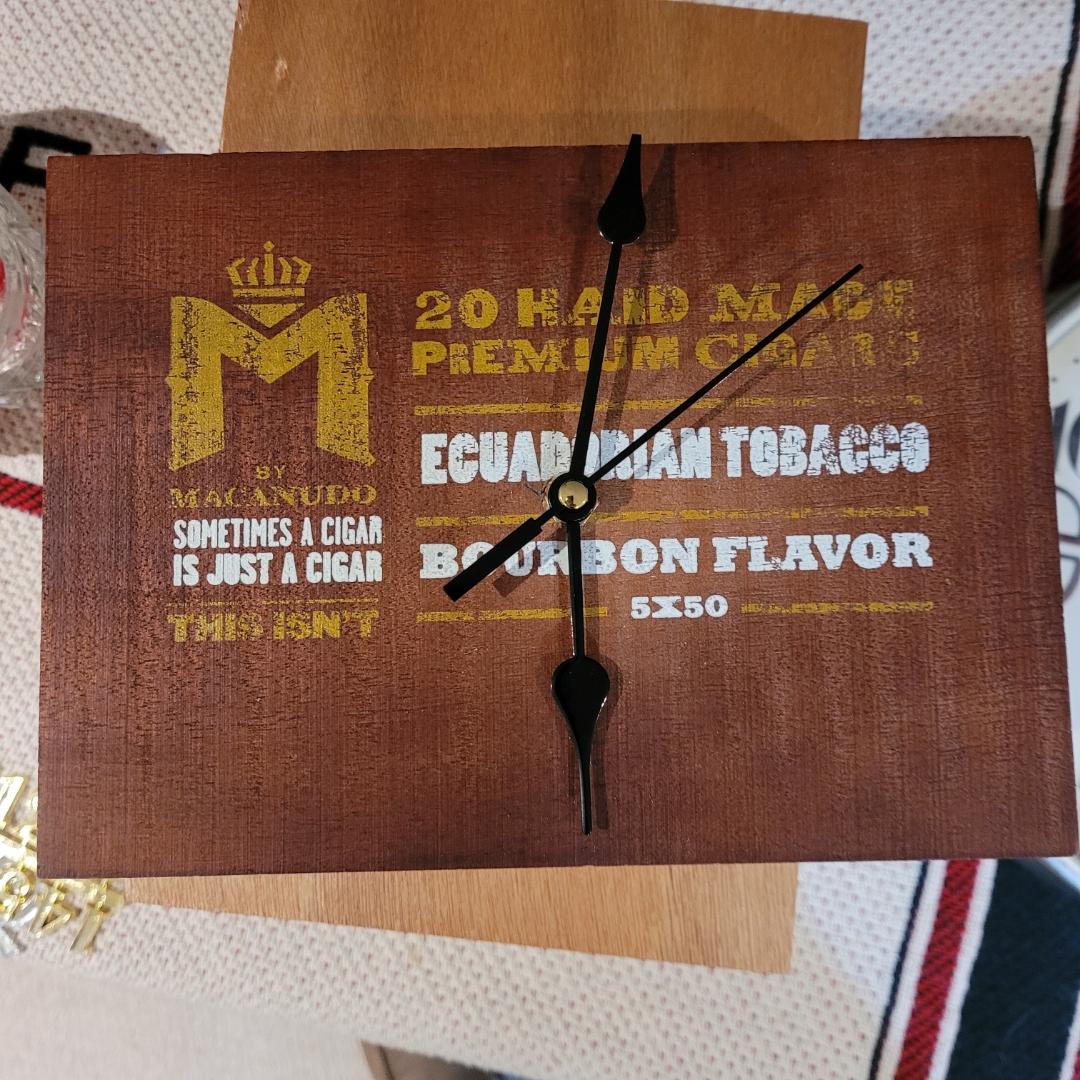 M
BY
MACANUDO
SOMETIMES A CIGAR
IS JUST A CIGAR
THIS ISN'T
20 HAND MADE
PREMIUM CIGARS
ECUADORIAN TOBACCO
BOURBON FLAVOR
5X50